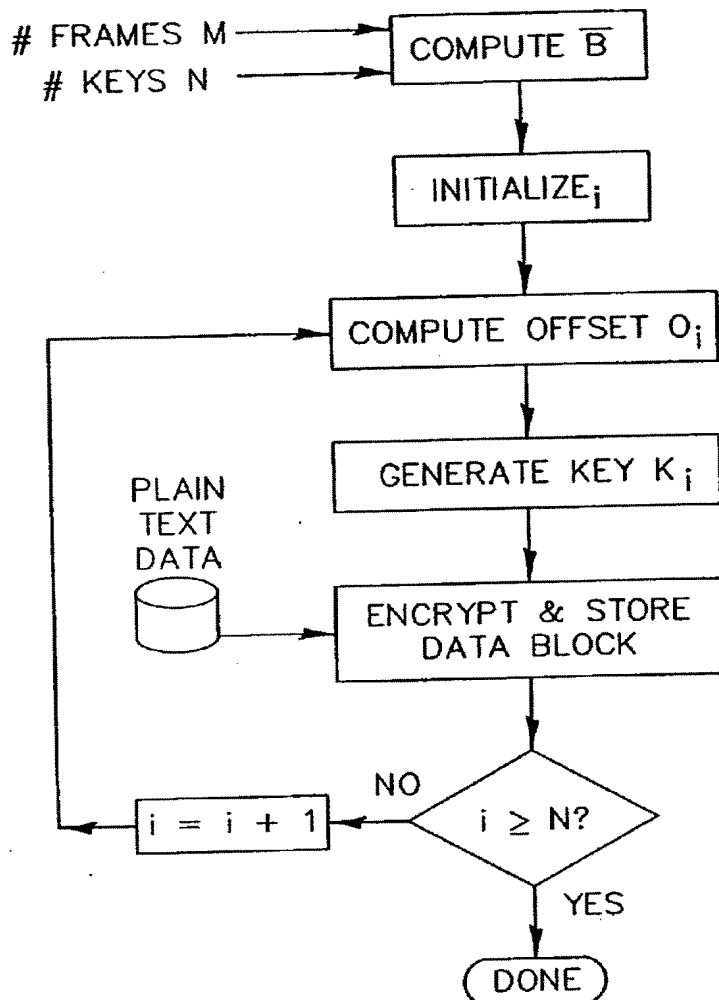 # FRAMES M
# KEYS N
COMPUTE B̅
INITIALIZE i
COMPUTE OFFSET Oi
GENERATE KEY Ki
PLAIN
TEXT
DATA
ENCRYPT & STORE
DATA BLOCK
NO
i = i + 1
i ≥ N?
YES
DONE